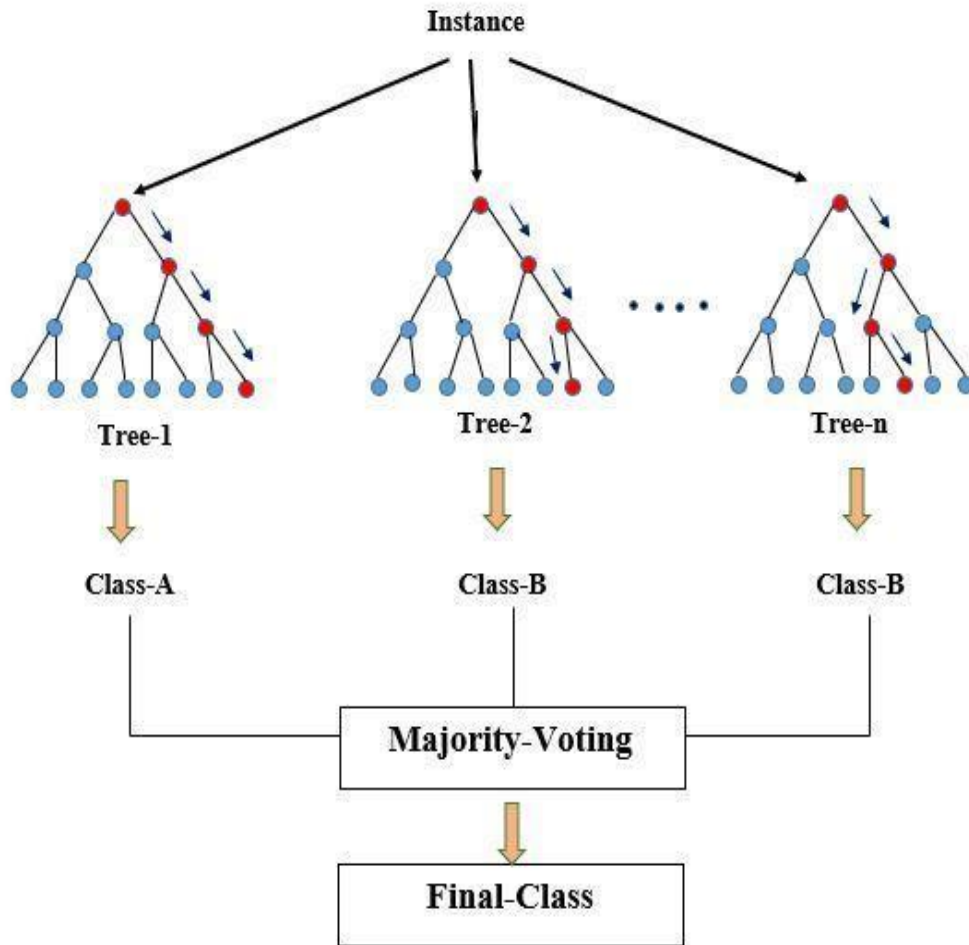 Instance
Tree-1
Tree-2
Tree-n
Class-A
Class-B
Class-B
Majority-Voting
Final-Class